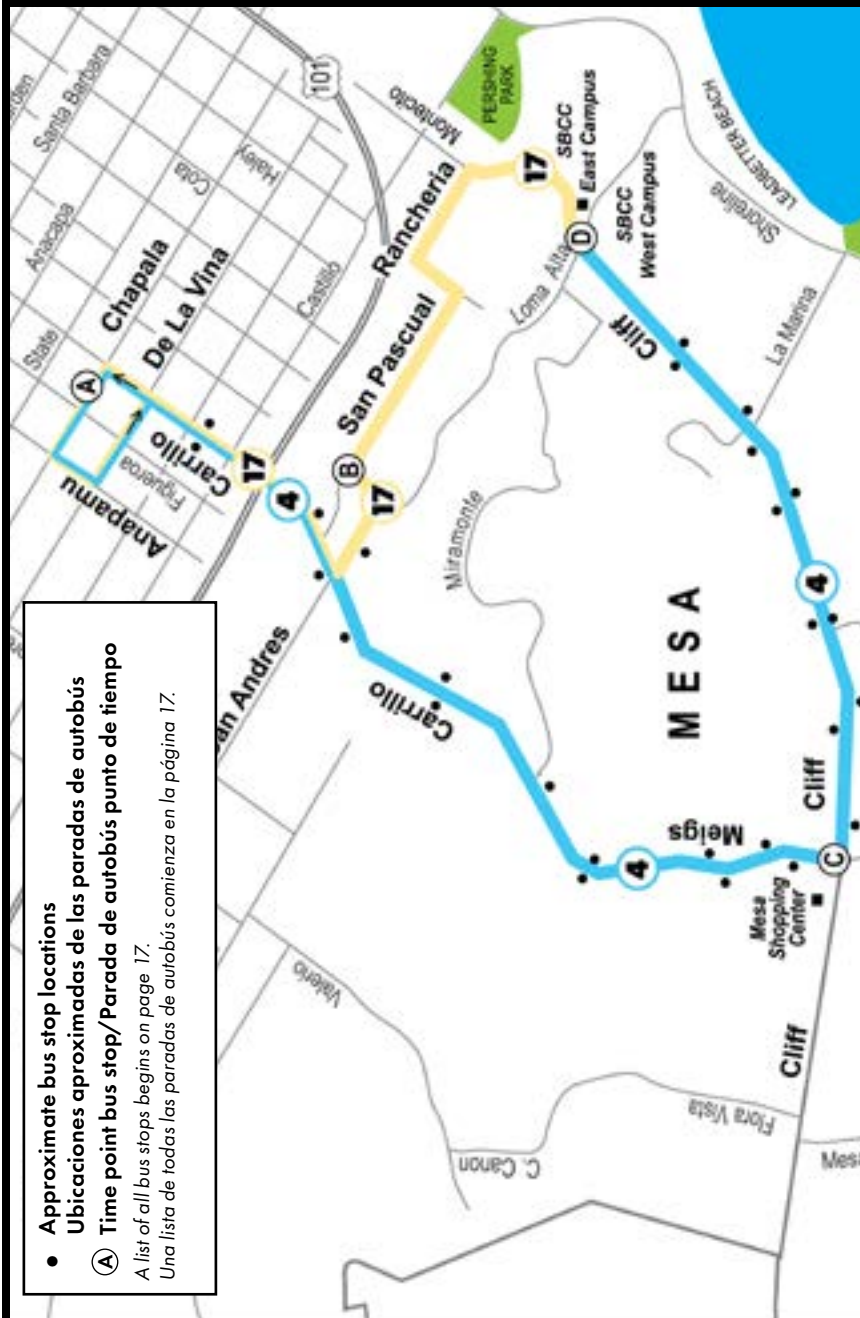 • Approximate bus stop locations
Ubicaciones aproximadas de las paradas de autobús
Ⓐ Time point bus stop/Parada de autobús punto de tiempo
A list of all bus stops begins on page 17.
Una lista de todas las paradas de autobús comienza en la página 17.
Santa Barbara
Anacapa
Cota
Haley
State
Chapala
De La Vina
Castillo
101
Montecito
PERSHING
PARK
A
Anapamu
Figueroa
Carrillo
17
4
B
San Pascual
Rancheria
17
17
SBCC
East Campus
D
SBCC
West Campus
Loma Alta
LEADBETTER BEACH
Shoreline
La Marina
Cliff
Miramonte
Carrillo
MESA
4
4
Meigs
Cliff
C
Mesa
Shopping
Center
Cliff
Valerio
Flora Vista
C. Canon